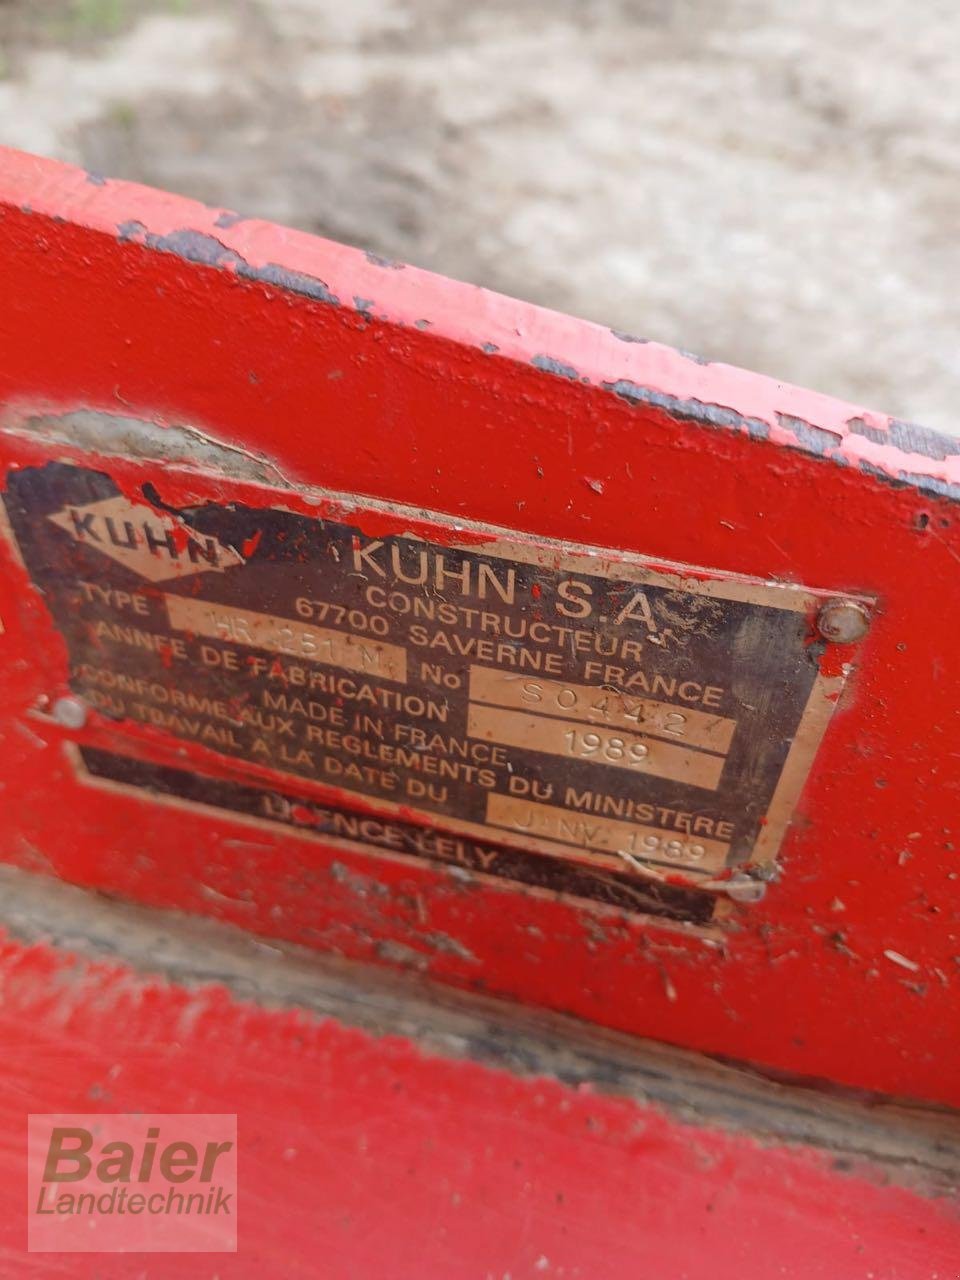 KUHN
KUHN S.A.
CONSTRUCTEUR
67700 SAVERNE FRANCE
TYPE HR 251 M No S0442
ANNEE DE FABRICATION 1989
MADE IN FRANCE
CONFORME AUX REGLEMENTS DU MINISTERE
DU TRAVAIL A LA DATE DU JANV. 1989
LICENCE LELY
Baier
Landtechnik